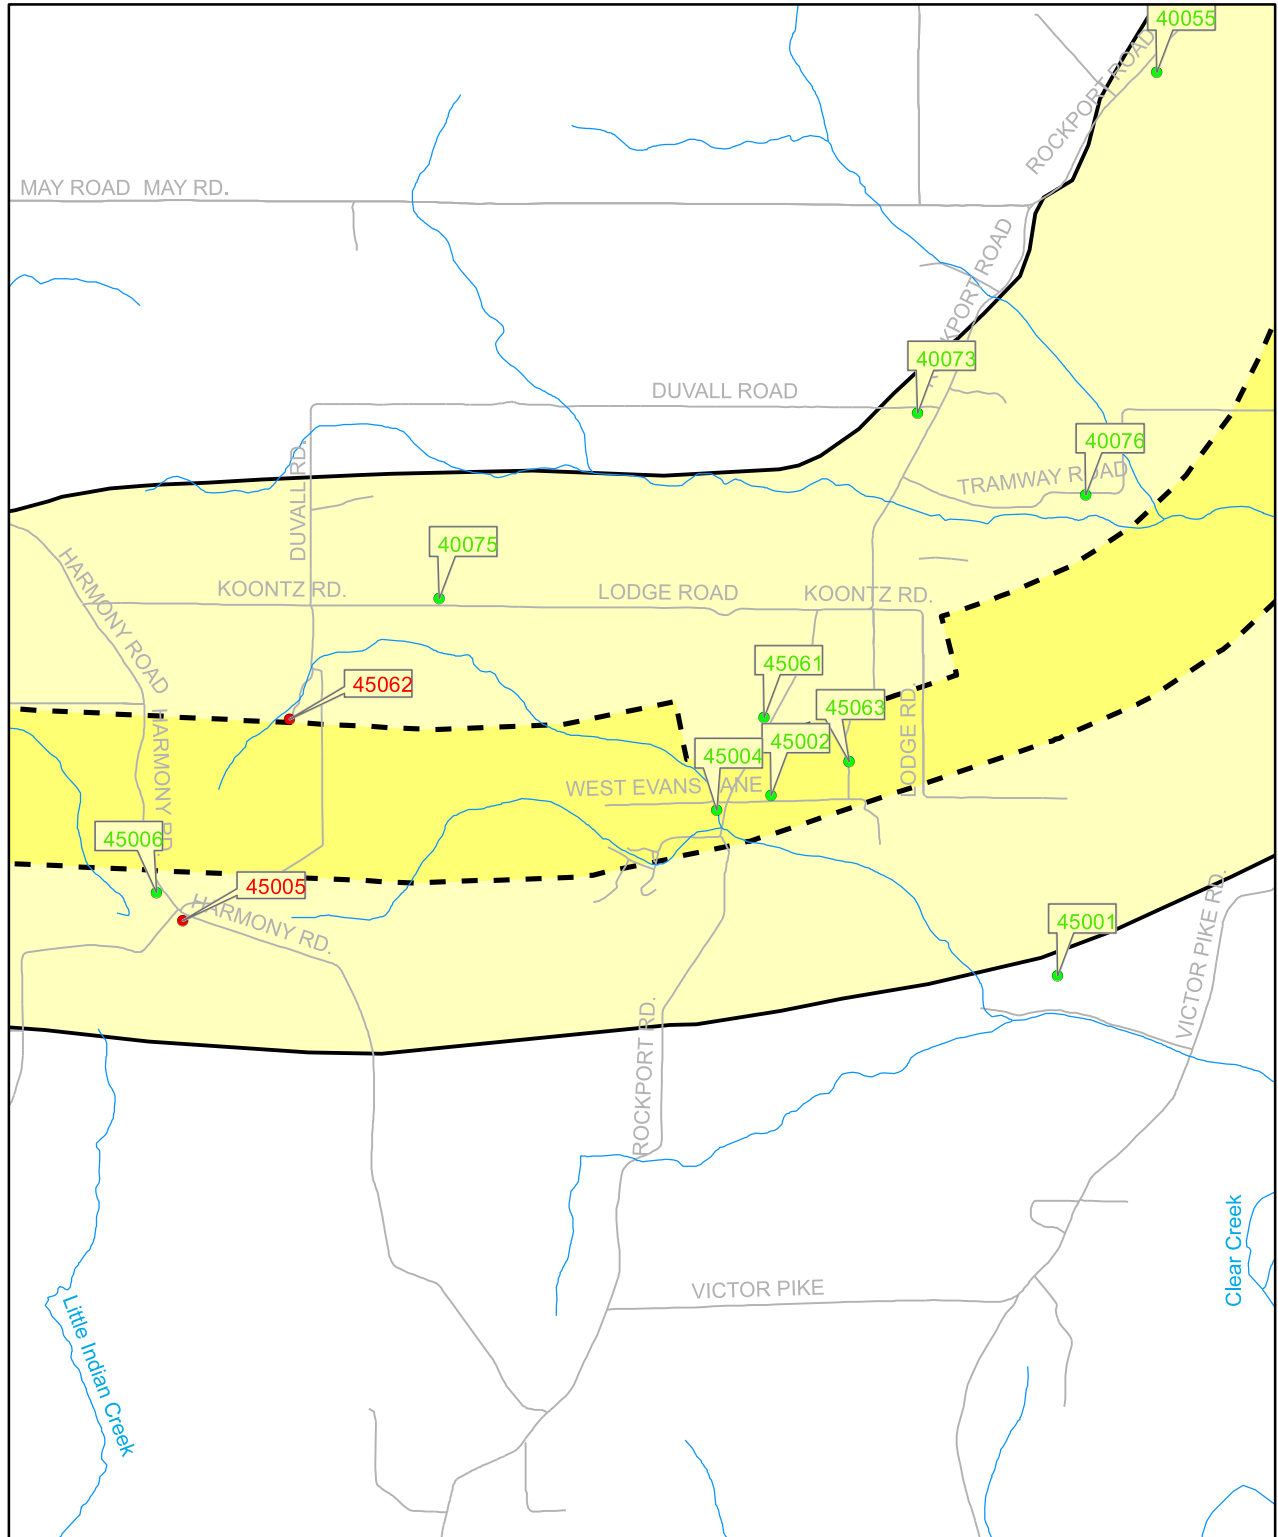 40055
ROCKPORT ROAD
MAY ROAD MAY RD.
KPORT ROAD
40073
DUVALL ROAD
40076
TRAMWAY ROAD
DUVALL RD.
40075
HARMONY ROAD
KOONTZ RD.
LODGE ROAD
KOONTZ RD.
45061
45062
45063
HARMONY RD.
LODGE RD.
45002
45004
WEST EVANS ANE
45006
45005
HARMONY RD.
45001
VICTOR PIKE RD.
ROCKPORT RD.
VICTOR PIKE
Clear Creek
Little Indian Creek